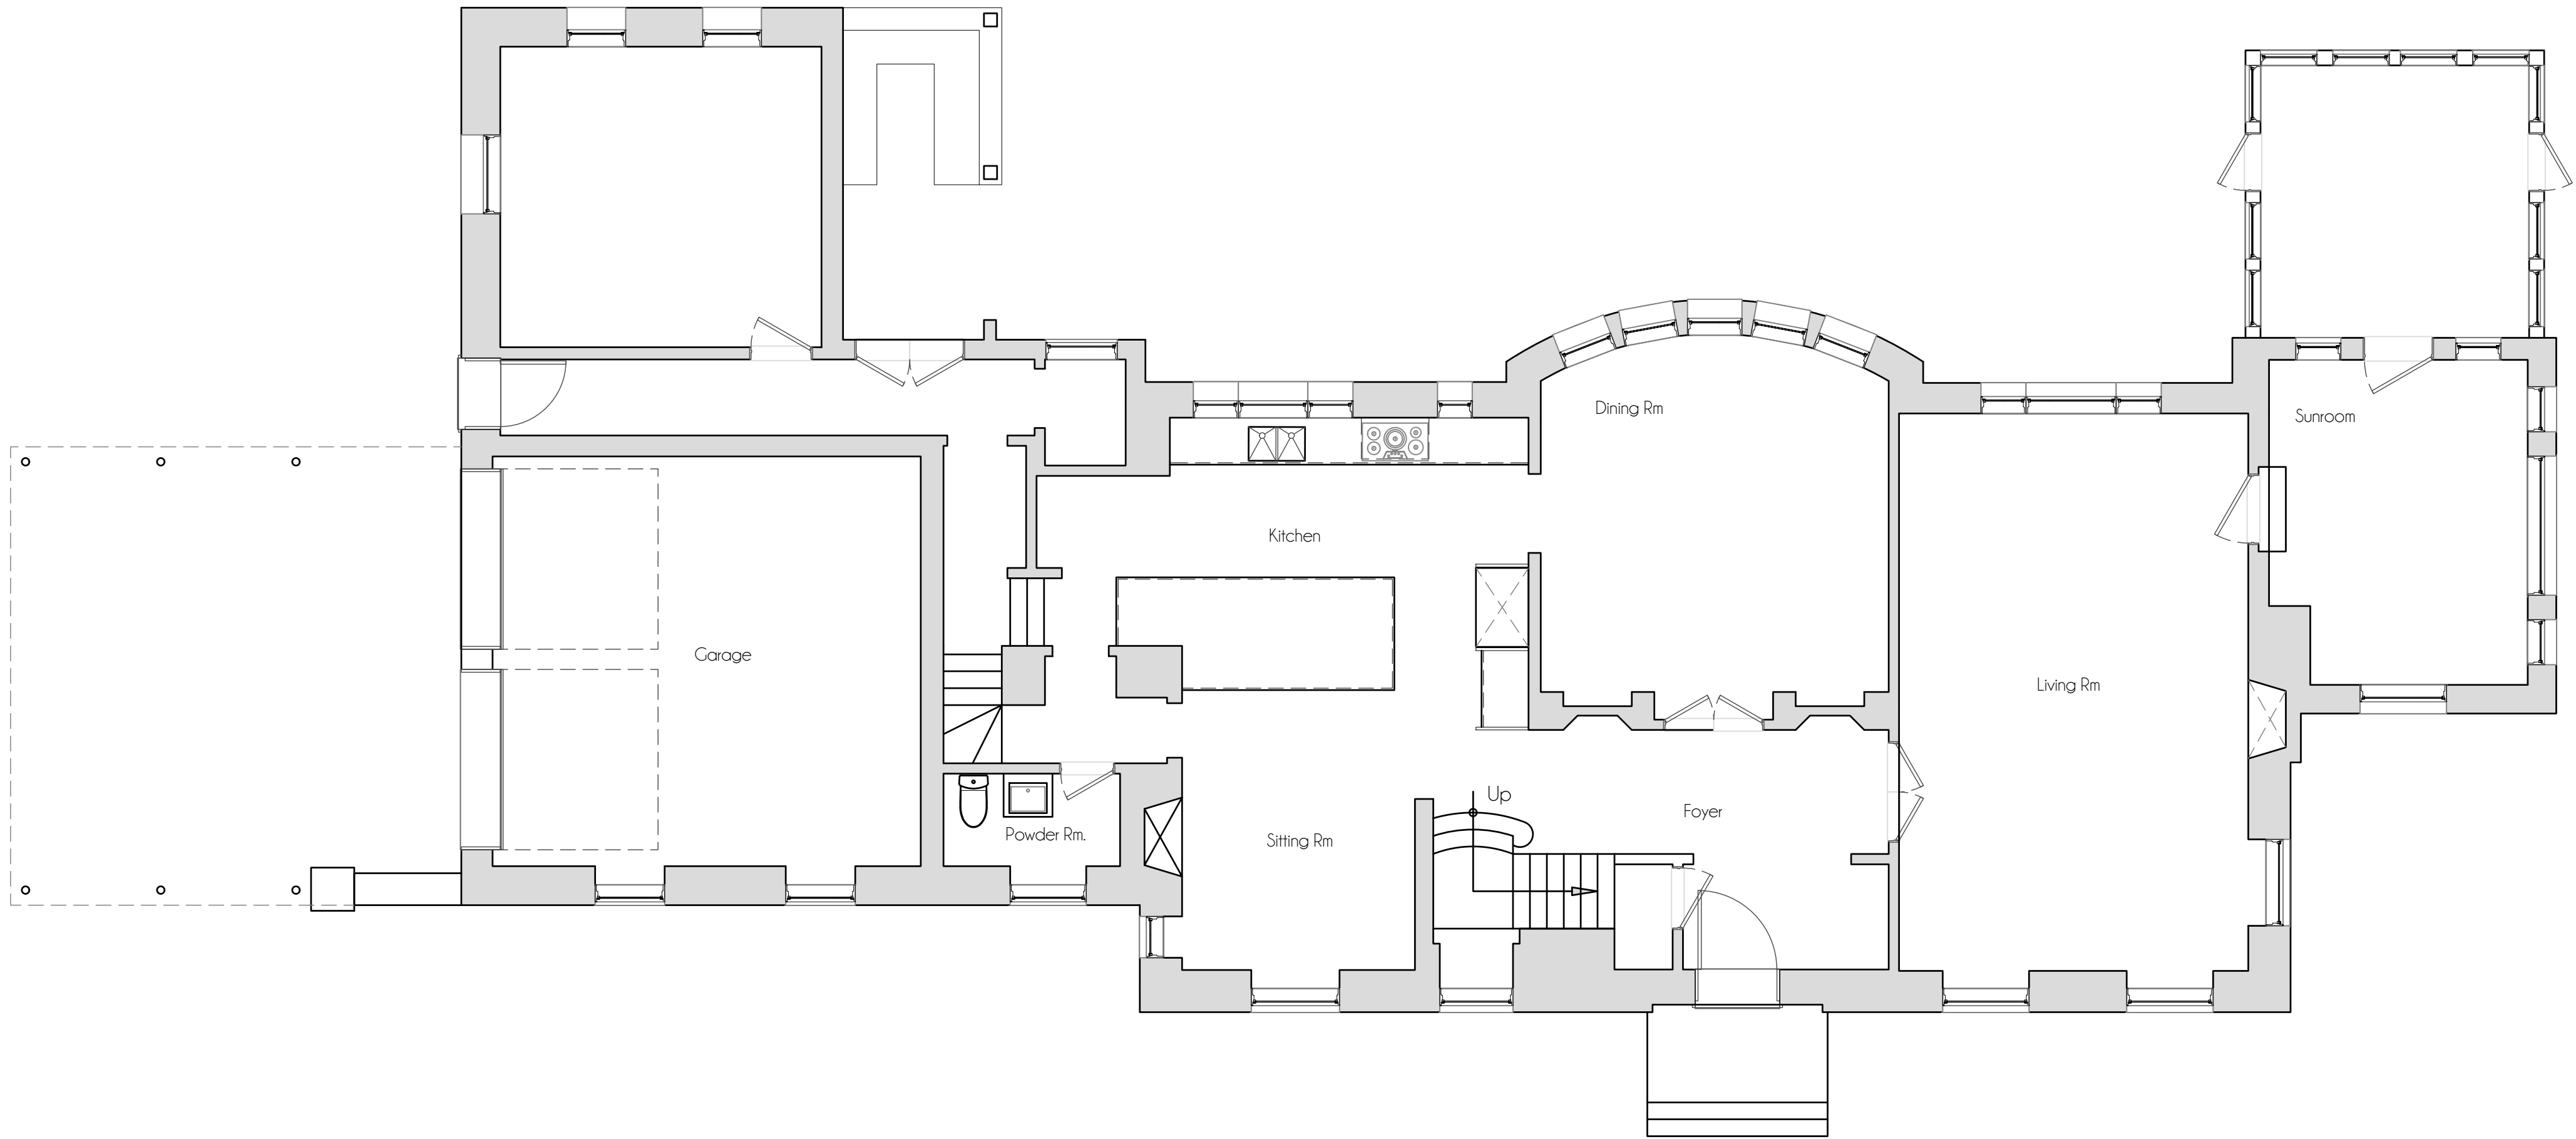 Dining Rm
Sunroom
Kitchen
Garage
Living Rm
Up
Foyer
Powder Rm.
Sitting Rm